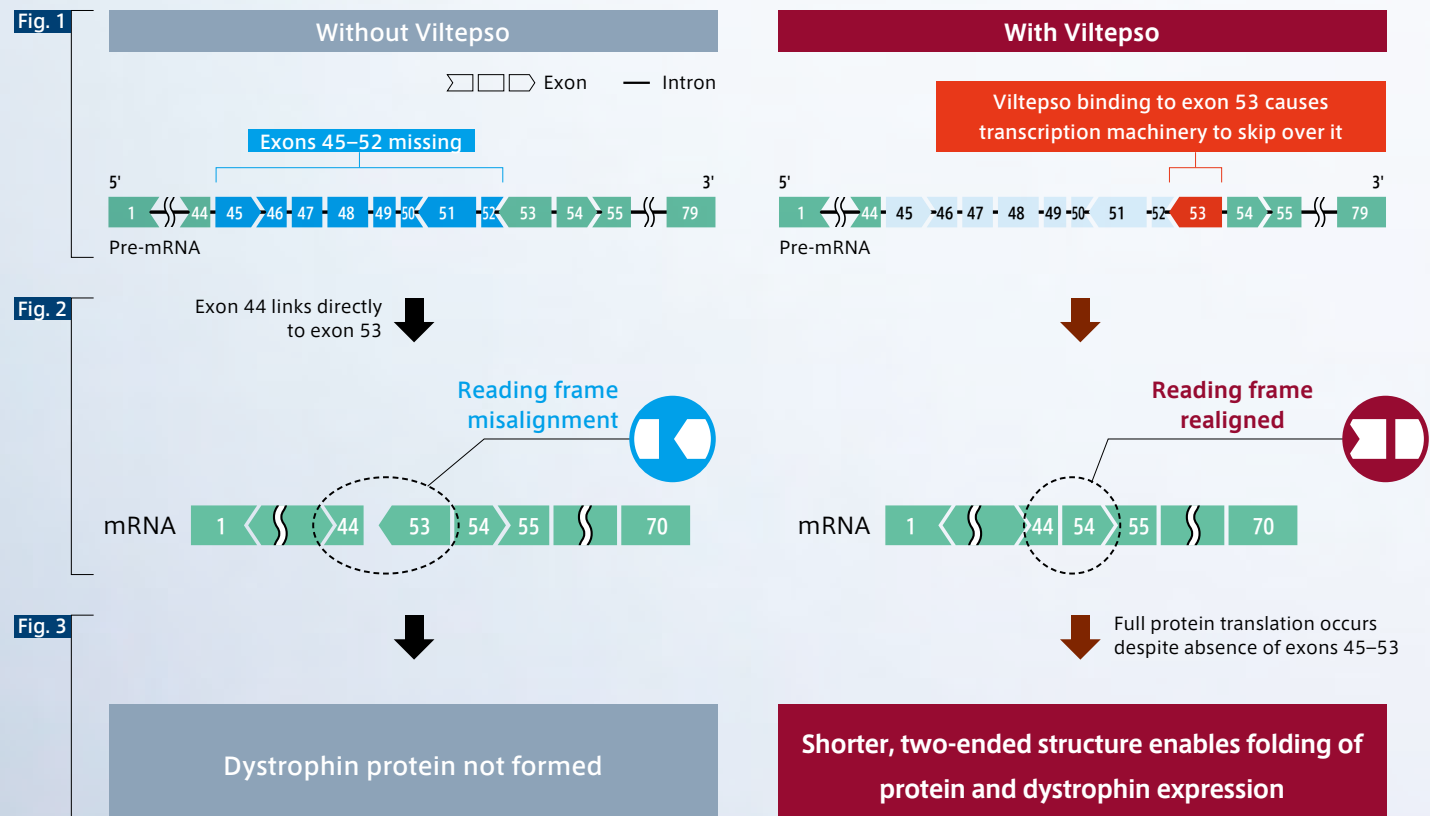 Fig. 1
Without Viltepso
Exon
Intron
Exons 45–52 missing
5'
3'
1 44 45 46 47 48 49 50 51 52 53 54 55 79
Pre-mRNA
With Viltepso
Viltepso binding to exon 53 causes
transcription machinery to skip over it
5'
3'
1 44 45 46 47 48 49 50 51 52 53 54 55 79
Pre-mRNA
Fig. 2
Exon 44 links directly
to exon 53
Reading frame
misalignment
mRNA 1 44 53 54 55 70
Reading frame
realigned
mRNA 1 44 54 55 70
Fig. 3
Dystrophin protein not formed
Full protein translation occurs
despite absence of exons 45–53
Shorter, two-ended structure enables folding of
protein and dystrophin expression